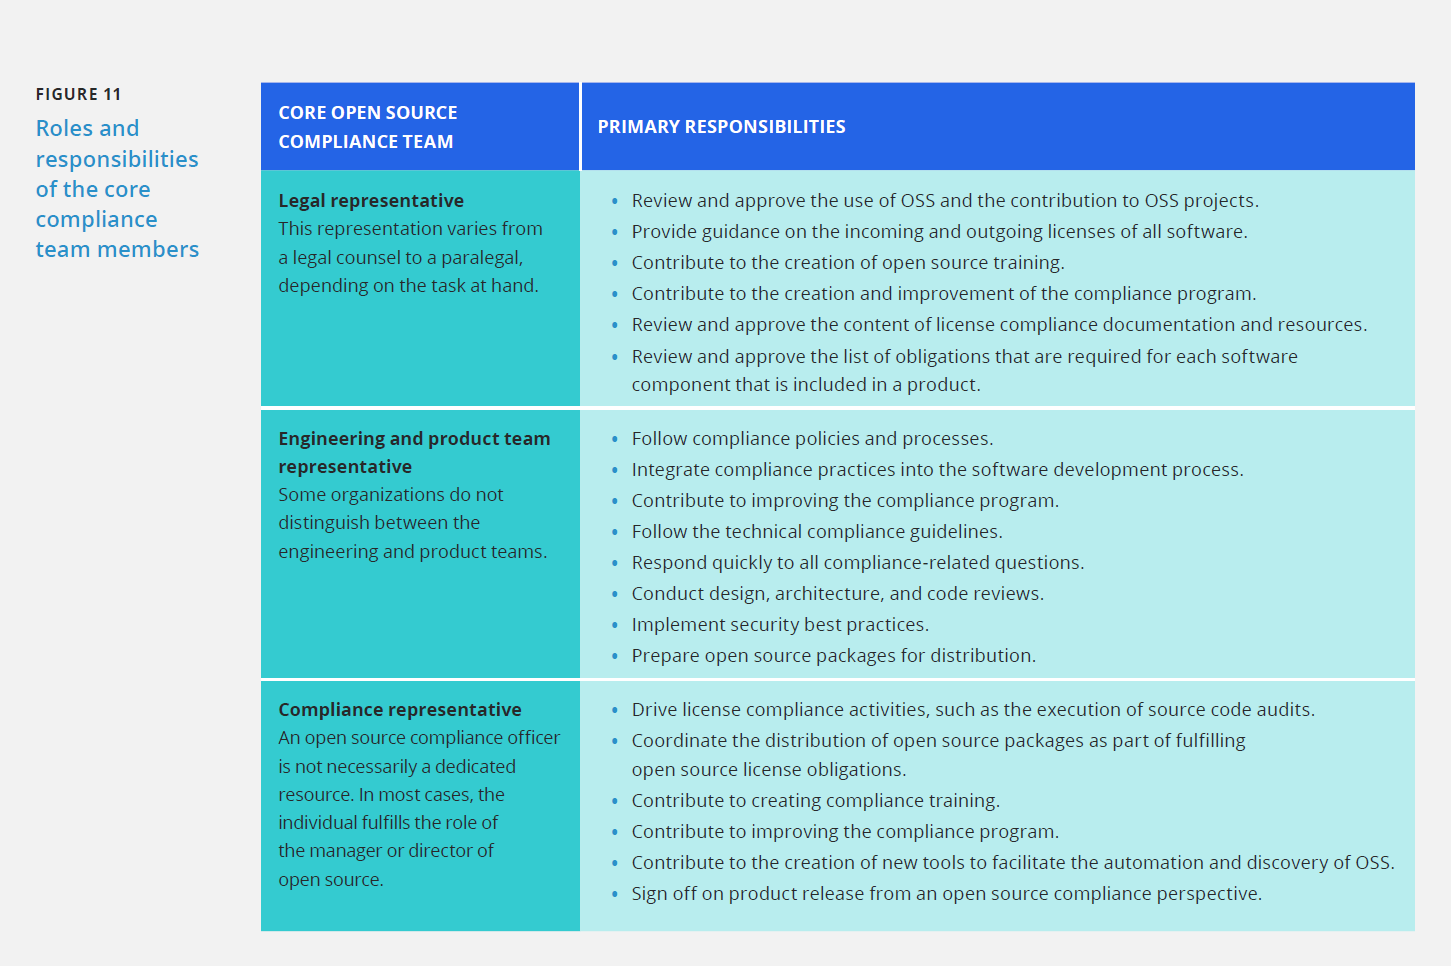 FIGURE 11
Roles and
responsibilities
of the core
compliance
team members
CORE OPEN SOURCE
COMPLIANCE TEAM
PRIMARY RESPONSIBILITIES
Legal representative
This representation varies from
a legal counsel to a paralegal,
depending on the task at hand.
• Review and approve the use of OSS and the contribution to OSS projects.
• Provide guidance on the incoming and outgoing licenses of all software.
• Contribute to the creation of open source training.
• Contribute to the creation and improvement of the compliance program.
• Review and approve the content of license compliance documentation and resources.
• Review and approve the list of obligations that are required for each software
component that is included in a product.
Engineering and product team
representative
Some organizations do not
distinguish between the
engineering and product teams.
• Follow compliance policies and processes.
• Integrate compliance practices into the software development process.
• Contribute to improving the compliance program.
• Follow the technical compliance guidelines.
• Respond quickly to all compliance-related questions.
• Conduct design, architecture, and code reviews.
• Implement security best practices.
• Prepare open source packages for distribution.
Compliance representative
An open source compliance officer
is not necessarily a dedicated
resource. In most cases, the
individual fulfills the role of
the manager or director of
open source.
• Drive license compliance activities, such as the execution of source code audits.
• Coordinate the distribution of open source packages as part of fulfilling
open source license obligations.
• Contribute to creating compliance training.
• Contribute to improving the compliance program.
• Contribute to the creation of new tools to facilitate the automation and discovery of OSS.
• Sign off on product release from an open source compliance perspective.